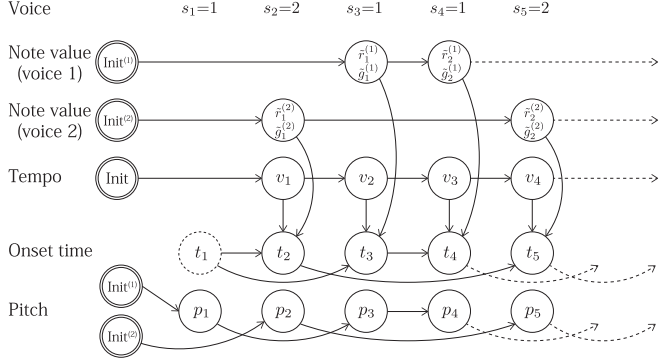 Voice s₁=1 s₂=2 s₃=1 s₄=1 s₅=2
Note value (voice 1) Init⁽¹⁾ r̃₁⁽¹⁾ g̃₁⁽¹⁾ r̃₂⁽¹⁾ g̃₂⁽¹⁾
Note value (voice 2) Init⁽²⁾ r̃₁⁽²⁾ g̃₁⁽²⁾ r̃₂⁽²⁾ g̃₂⁽²⁾
Tempo Init v₁ v₂ v₃ v₄
Onset time t₁ t₂ t₃ t₄ t₅
Init⁽¹⁾
Pitch p₁ p₂ p₃ p₄ p₅
Init⁽²⁾